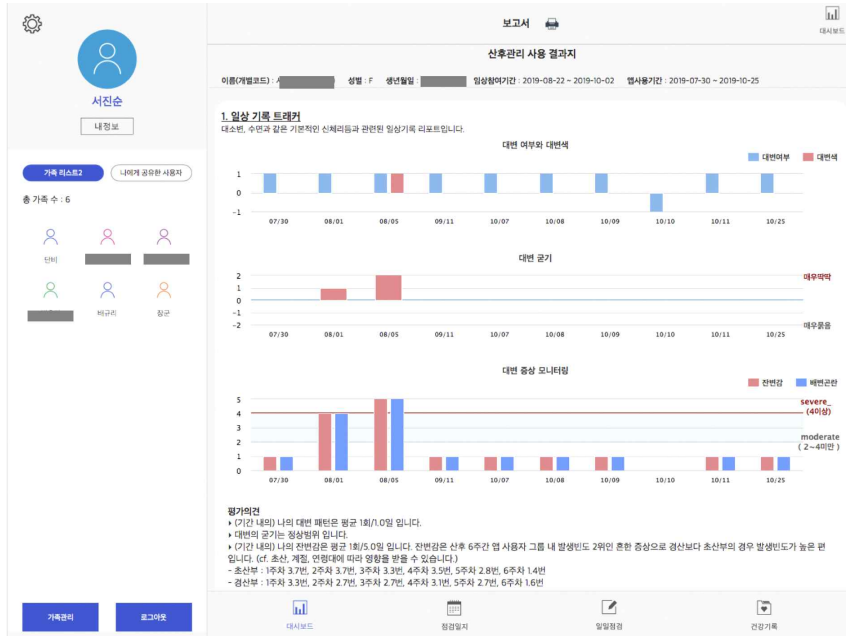 서진순
내정보
가족 리스트2
나에게 공유한 사용자
총 가족 수 : 6
단비
바규리
참군
가족관리
로그아웃
보고서
대시보드
산후관리 사용 결과지
이름(개별코드) :
성별 : F
생년월일 :
임상참여기간 : 2019-08-22 ~ 2019-10-02
앱사용기간 : 2019-07-30 ~ 2019-10-25
1. 일상 기록 트래커
대소변, 수면과 같은 기본적인 신체리듬과 관련된 일상기록 리포트입니다.
대변 여부와 대변색
대변여부 대변색
1
0
-1
07/30 08/01 08/05 09/11 10/07 10/08 10/09 10/10 10/11 10/25
대변 굳기
2
1
0
-1
-2
매우딱딱
매우묽음
07/30 08/01 08/05 09/11 10/07 10/08 10/09 10/10 10/11 10/25
대변 증상 모니터링
잔변감 배변곤란
5
4
3
2
1
0
severe_
(4이상)
moderate
( 2~4미만 )
07/30 08/01 08/05 09/11 10/07 10/08 10/09 10/10 10/11 10/25
평가의견
▸ (기간 내의) 나의 대변 패턴은 평균 1회/1.0일 입니다.
▸ 대변의 굳기는 정상범위 입니다.
▸ (기간 내의) 나의 잔변감은 평균 1회/5.0일 입니다. 잔변감은 산후 6주간 앱 사용자 그룹 내 발생빈도 2위인 흔한 증상으로 경산보다 초산부의 경우 발생빈도가 높은 편
입니다. (cf. 초산, 계절, 연령대에 따라 영향을 받을 수 있습니다.)
- 초산부 : 1주차 3.7번, 2주차 3.7번, 3주차 3.3번, 4주차 3.5번, 5주차 2.8번, 6주차 1.4번
- 경산부 : 1주차 3.3번, 2주차 2.7번, 3주차 2.7번, 4주차 3.1번, 5주차 2.7번, 6주차 1.6번
대시보드
점검일지
일일점검
건강기록